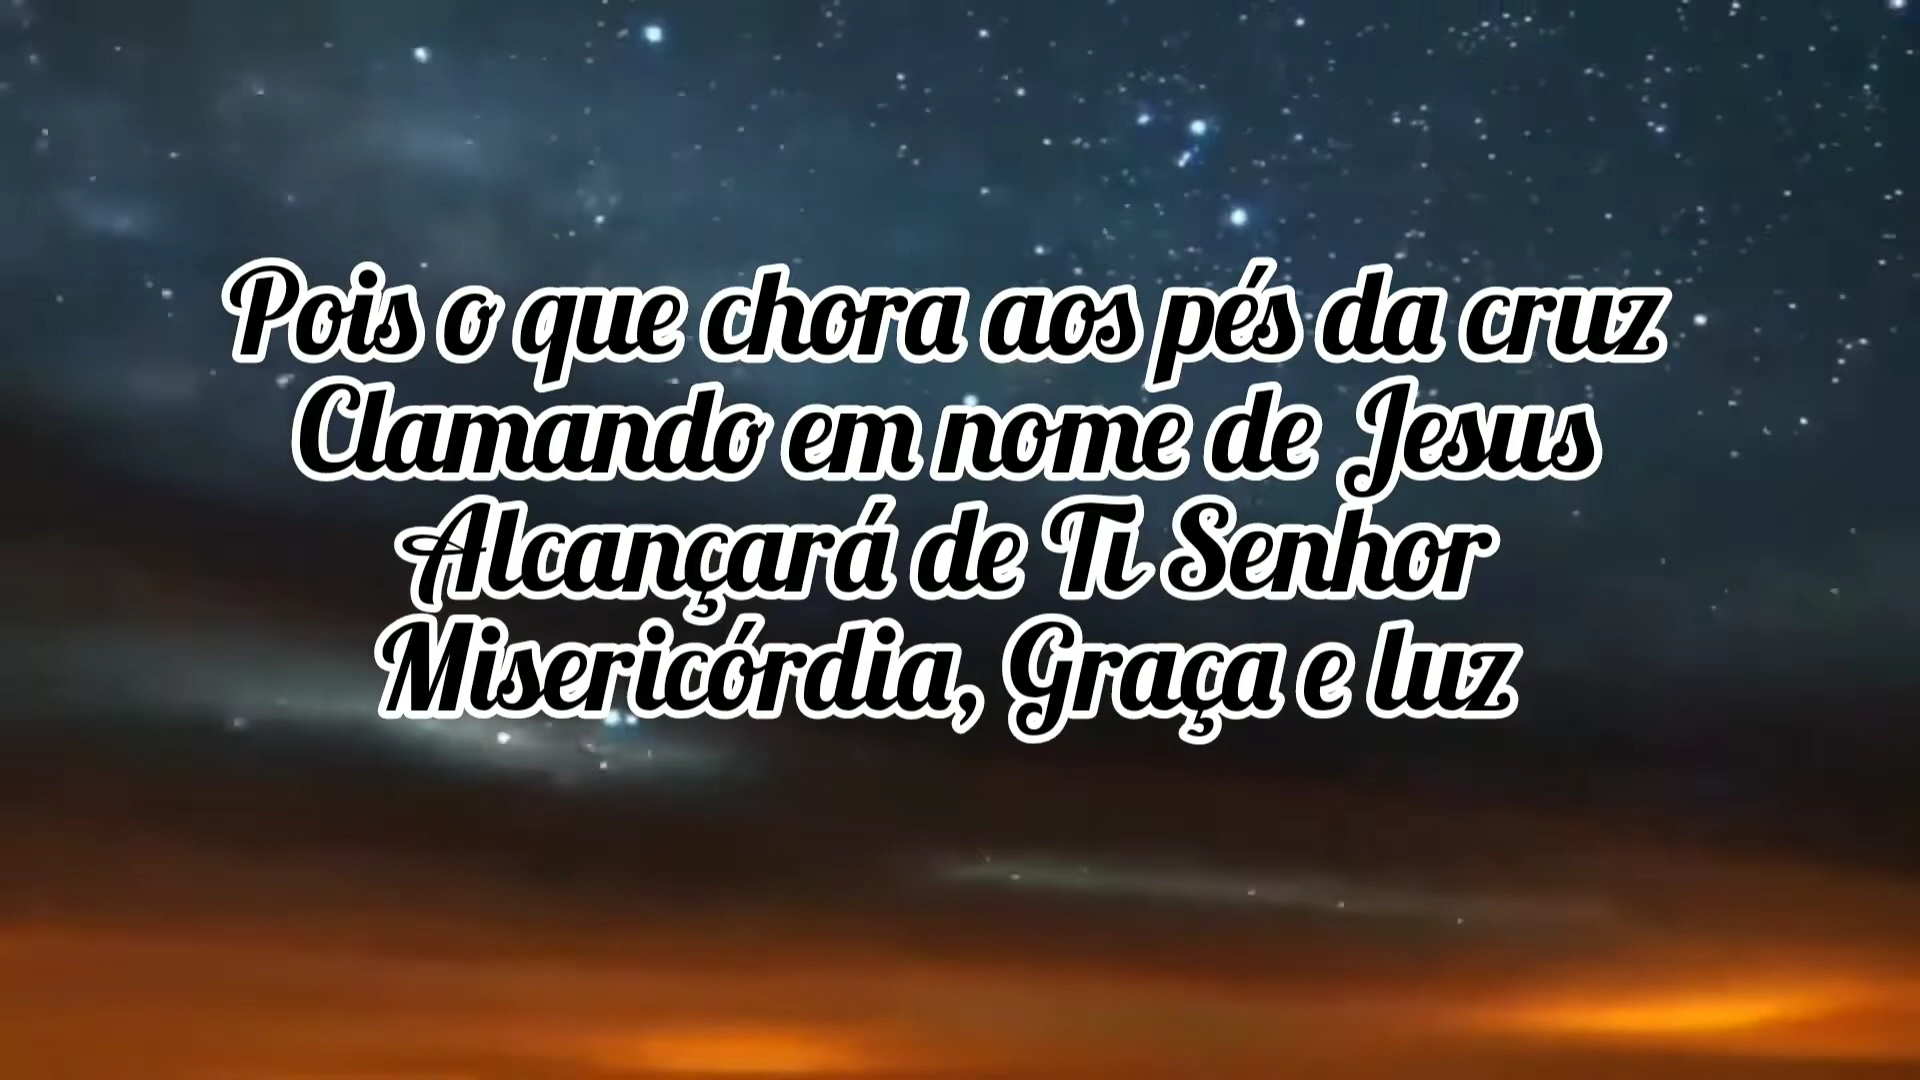 Pois o que chora aos pés da cruz
Clamando em nome de Jesus
Alcançará de Ti Senhor
Misericórdia, Graça e luz